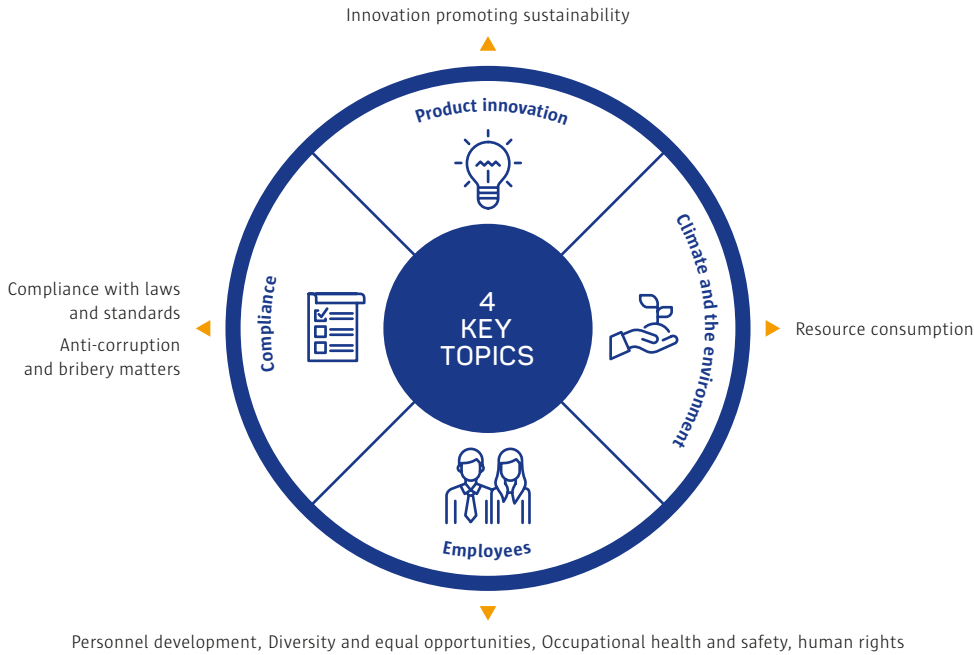 Innovation promoting sustainability
Product innovation
Climate and the environment
Resource consumption
Compliance with laws
and standards
Anti-corruption
and bribery matters
Compliance
4
KEY
TOPICS
Employees
Personnel development, Diversity and equal opportunities, Occupational health and safety, human rights